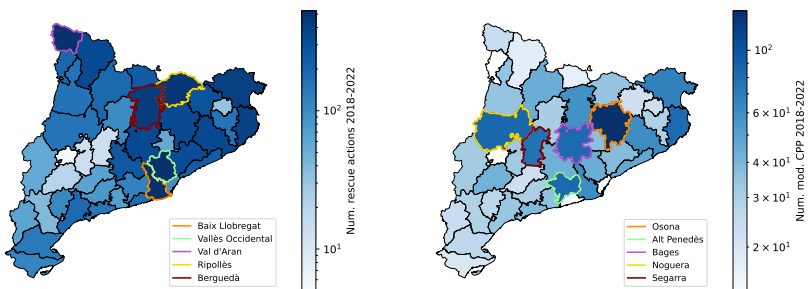 10²
10¹
Num. rescue actions 2018-2022
Baix Llobregat
Vallès Occidental
Val d'Aran
Ripollès
Berguedà
10²
6 × 10¹
4 × 10¹
3 × 10¹
2 × 10¹
Num. mod. CPP 2018-2022
Osona
Alt Penedès
Bages
Noguera
Segarra